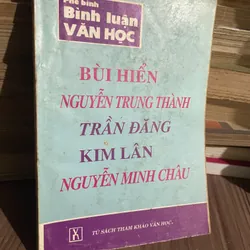 Phê bình
Bình luận
VĂN HỌC
BÙI HIỂN
NGUYỄN TRUNG THÀNH
TRẦN ĐĂNG
KIM LÂN
NGUYỄN MINH CHÂU
TỦ SÁCH THAM KHẢO VĂN HỌC